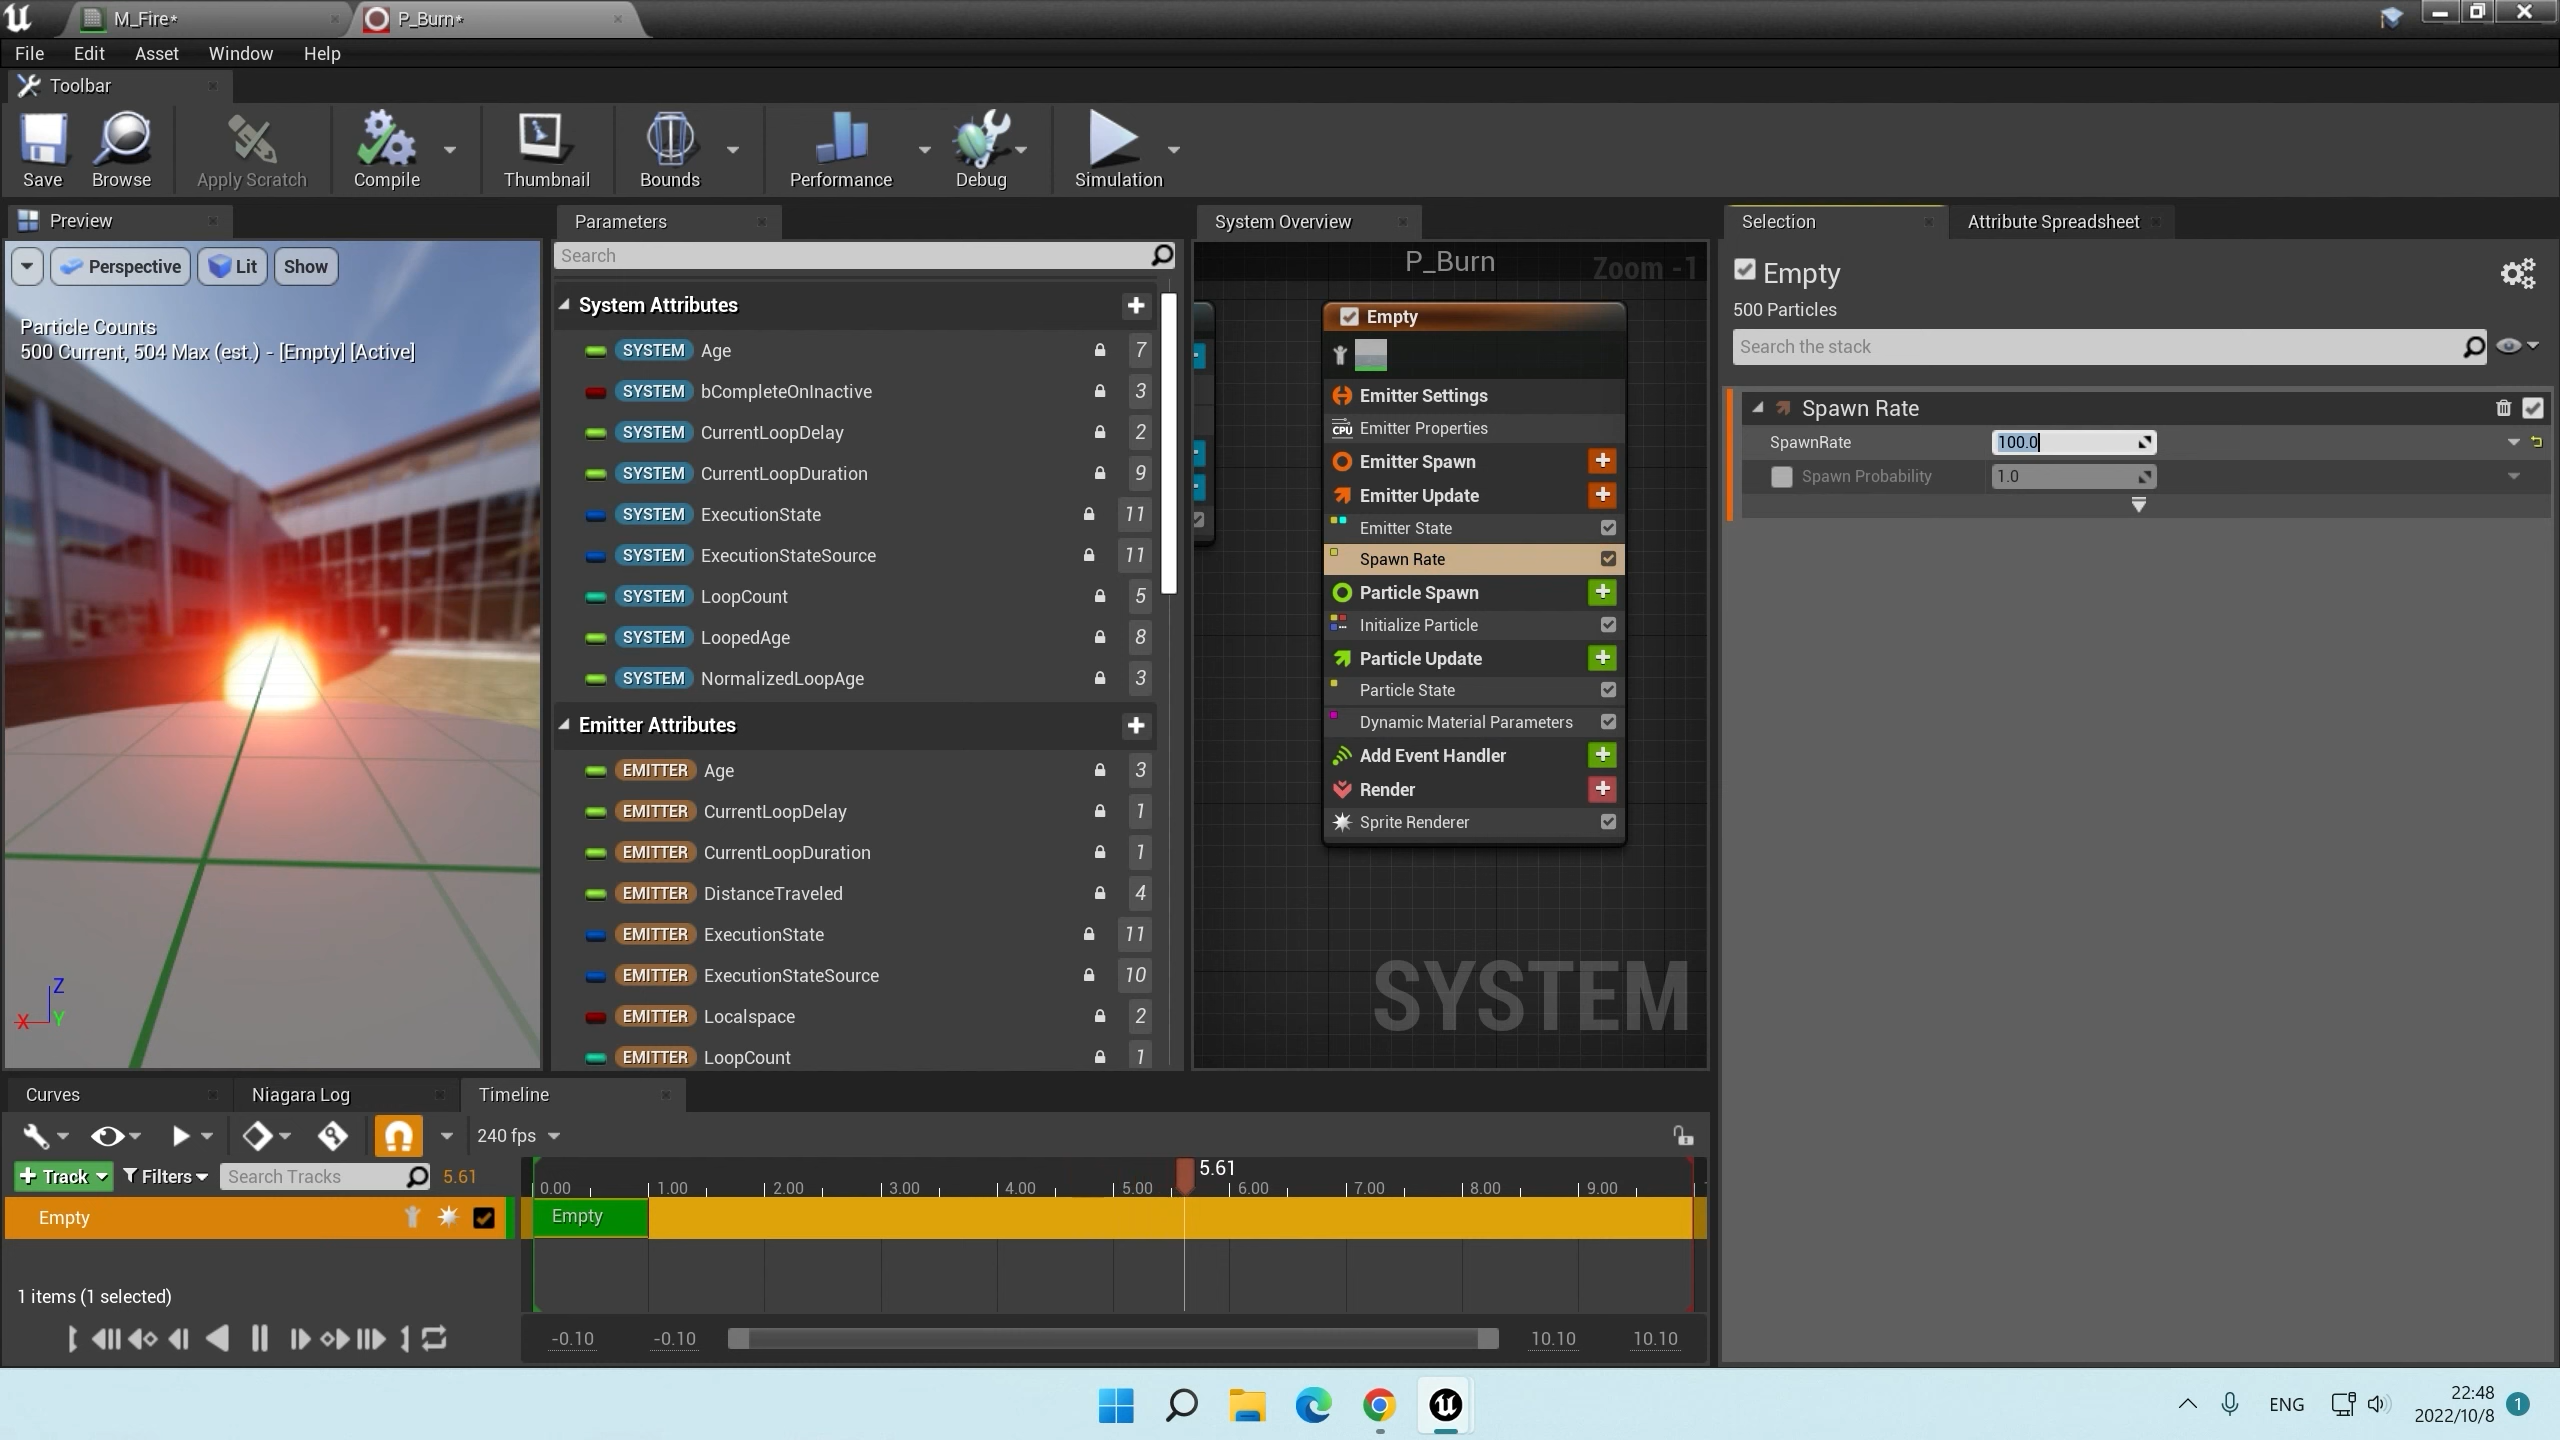 M_Fire*
P_Burn*
File Edit Asset Window Help
Toolbar
Save
Browse
Apply Scratch
Compile
Thumbnail
Bounds
Performance
Debug
Simulation
Preview
Perspective
Lit
Show
Particle Counts
500 Current, 504 Max (est.) - [Empty] [Active]
Z
X
Y
Parameters
Search
System Attributes
SYSTEM Age 7
SYSTEM bCompleteOnInactive 3
SYSTEM CurrentLoopDelay 2
SYSTEM CurrentLoopDuration 9
SYSTEM ExecutionState 11
SYSTEM ExecutionStateSource 11
SYSTEM LoopCount 5
SYSTEM LoopedAge 8
SYSTEM NormalizedLoopAge 3
Emitter Attributes
EMITTER Age 3
EMITTER CurrentLoopDelay 1
EMITTER CurrentLoopDuration 1
EMITTER DistanceTraveled 4
EMITTER ExecutionState 11
EMITTER ExecutionStateSource 10
EMITTER Localspace 2
EMITTER LoopCount 1
System Overview
P_Burn
Zoom -1
Empty
Emitter Settings
CPU Emitter Properties
Emitter Spawn
Emitter Update
Emitter State
Spawn Rate
Particle Spawn
Initialize Particle
Particle Update
Particle State
Dynamic Material Parameters
Add Event Handler
Render
Sprite Renderer
SYSTEM
Selection
Attribute Spreadsheet
Empty
500 Particles
Search the stack
Spawn Rate
SpawnRate 100.0
Spawn Probability 1.0
Curves
Niagara Log
Timeline
240 fps
Track
Filters
Search Tracks
5.61
5.61
0.00 1.00 2.00 3.00 4.00 5.00 6.00 7.00 8.00 9.00
Empty
Empty
1 items (1 selected)
-0.10 -0.10 10.10 10.10
ENG
22:48
2022/10/8
1